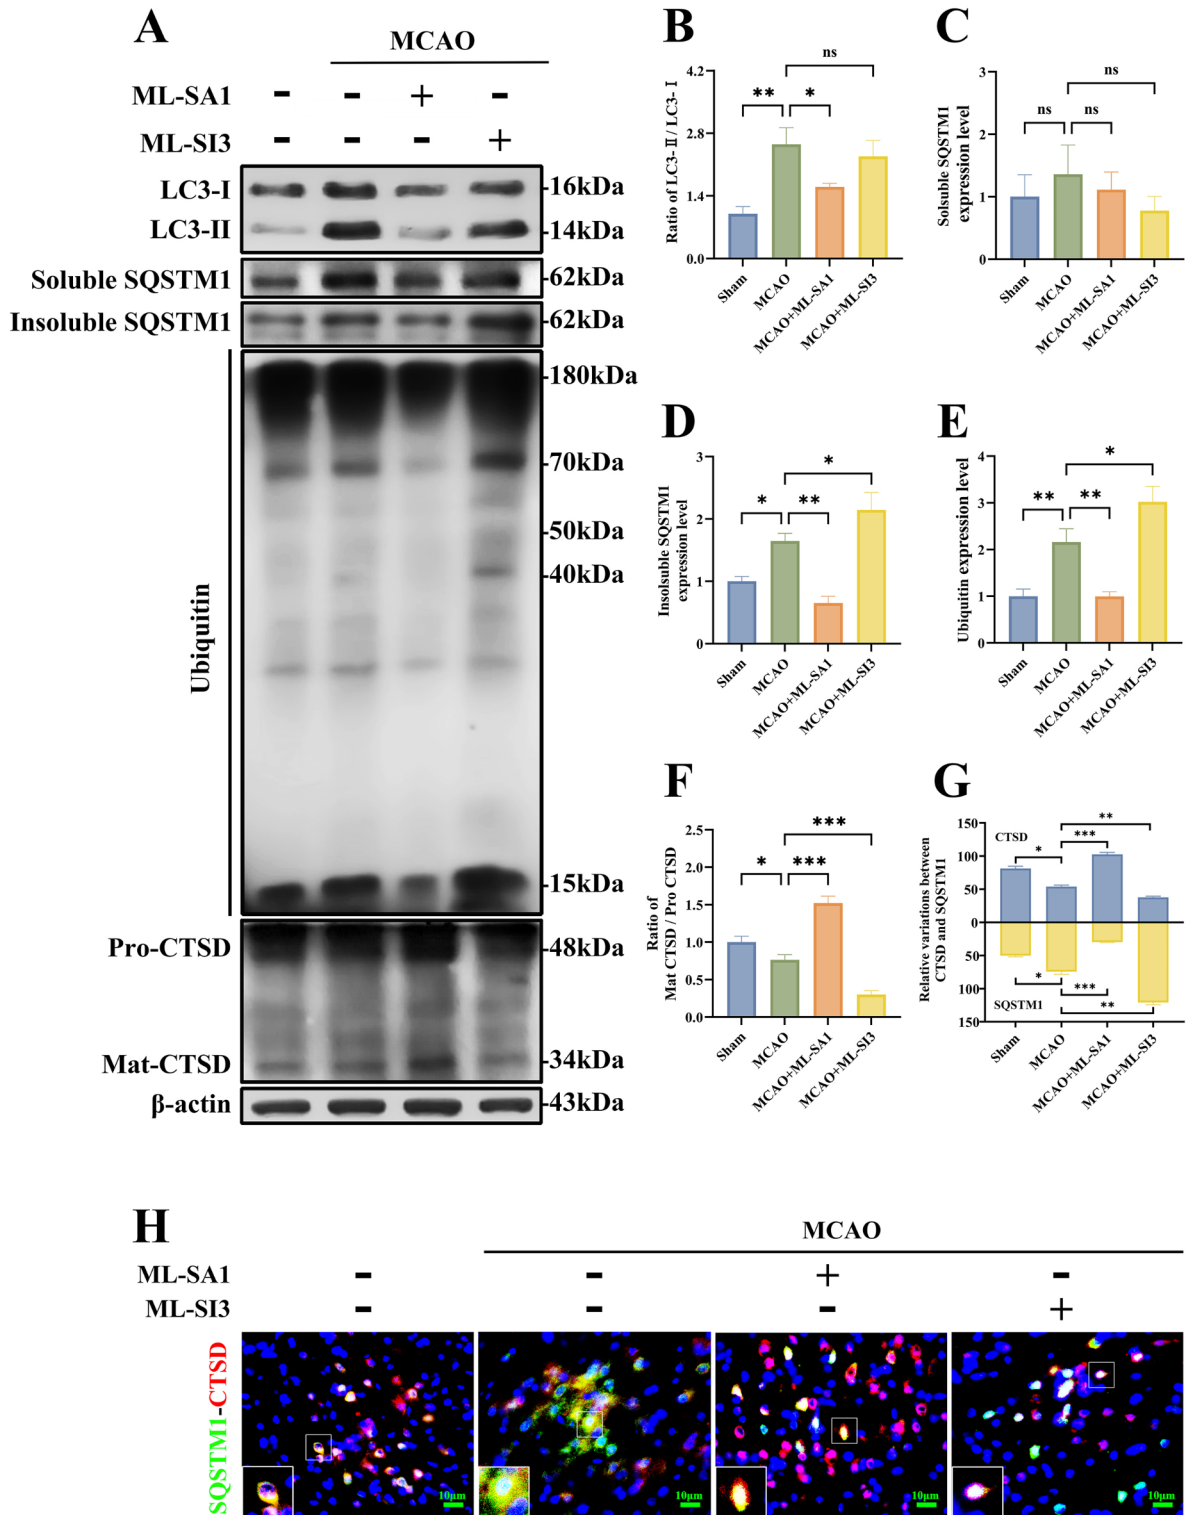 A
MCAO
ML-SA1 - - + -
ML-SI3 - - - +
LC3-I -16kDa
LC3-II -14kDa
Soluble SQSTM1 -62kDa
Insoluble SQSTM1 -62kDa
Ubiquitin
-180kDa
-70kDa
-50kDa
-40kDa
-15kDa
Pro-CTSD -48kDa
Mat-CTSD -34kDa
β-actin -43kDa
B
Ratio of LC3-Ⅱ / LC3-Ⅰ
4.2
2.8
1.4
0.0
** * ns
Sham
MCAO
MCAO+ML-SA1
MCAO+ML-SI3
C
Solsuble SQSTM1
expression level
3
2
1
0
ns ns ns
Sham
MCAO
MCAO+ML-SA1
MCAO+ML-SI3
D
Insolsuble SQSTM1
expression level
3
2
1
0
* ** *
Sham
MCAO
MCAO+ML-SA1
MCAO+ML-SI3
E
Ubiquitin expression level
4
3
2
1
0
** ** *
Sham
MCAO
MCAO+ML-SA1
MCAO+ML-SI3
F
Ratio of
Mat CTSD / Pro CTSD
2.5
2.0
1.5
1.0
0.5
0.0
* *** ***
Sham
MCAO
MCAO+ML-SA1
MCAO+ML-SI3
G
Relative variations between
CTSD and SQSTM1
150
100
50
0
50
100
150
CTSD
* *** **
SQSTM1
* *** **
Sham
MCAO
MCAO+ML-SA1
MCAO+ML-SI3
H
MCAO
ML-SA1 - - + -
ML-SI3 - - - +
SQSTM1-CTSD
10μm
10μm
10μm
10μm